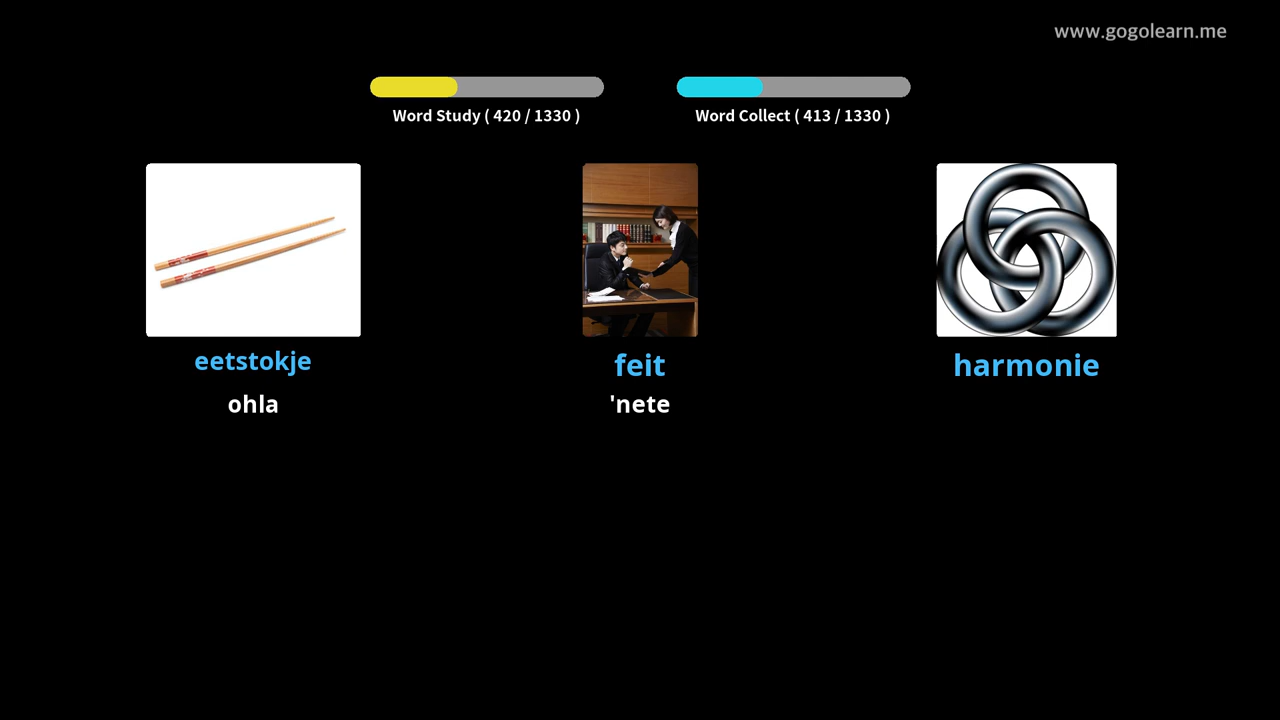 www.gogolearn.me
Word Study ( 420 / 1330 )
Word Collect ( 413 / 1330 )
eetstokje
feit
harmonie
ohla
'nete